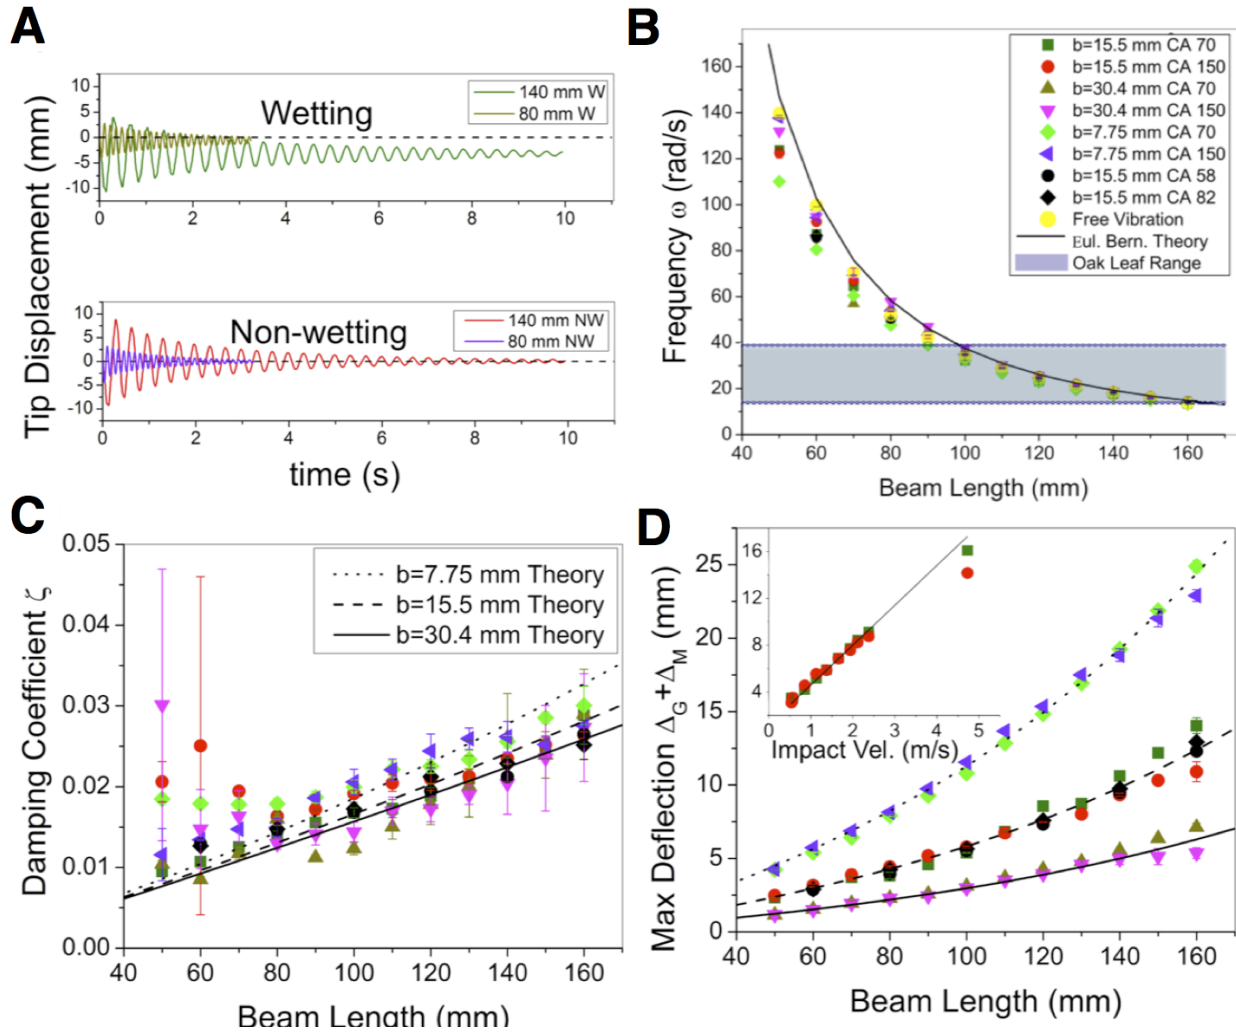 A
Tip Displacement (mm)
10
5
0
-5
-10
Wetting
140 mm W
80 mm W
0 2 4 6 8 10
10
5
0
-5
-10
Non-wetting
140 mm NW
80 mm NW
0 2 4 6 8 10
time (s)
B
Frequency ω (rad/s)
160
140
120
100
80
60
40
20
0
b=15.5 mm CA 70
b=15.5 mm CA 150
b=30.4 mm CA 70
b=30.4 mm CA 150
b=7.75 mm CA 70
b=7.75 mm CA 150
b=15.5 mm CA 58
b=15.5 mm CA 82
Free Vibration
Eul. Bern. Theory
Oak Leaf Range
40 60 80 100 120 140 160
Beam Length (mm)
C
Damping Coefficient ζ
0.05
0.04
0.03
0.02
0.01
0.00
b=7.75 mm Theory
b=15.5 mm Theory
b=30.4 mm Theory
40 60 80 100 120 140 160
Beam Length (mm)
D
Max Deflection Δ_G+Δ_M (mm)
25
20
15
10
5
0
16
12
8
4
0 1 2 3 4 5
Impact Vel. (m/s)
40 60 80 100 120 140 160
Beam Length (mm)